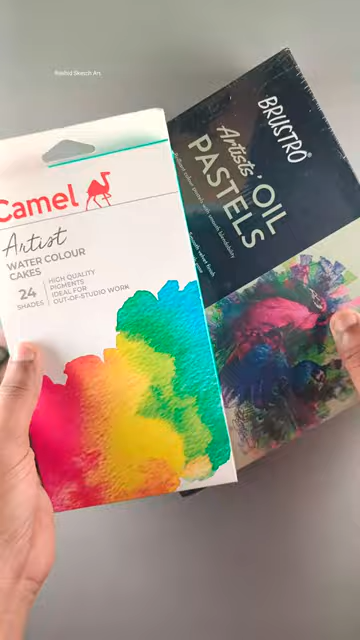 Rashid Sketch Art
Camel
Artist
WATER COLOUR
CAKES
24
SHADES
HIGH QUALITY
PIGMENTS
IDEAL FOR
OUT-OF-STUDIO WORK
BRUSTRO
Artists'
OIL
PASTELS